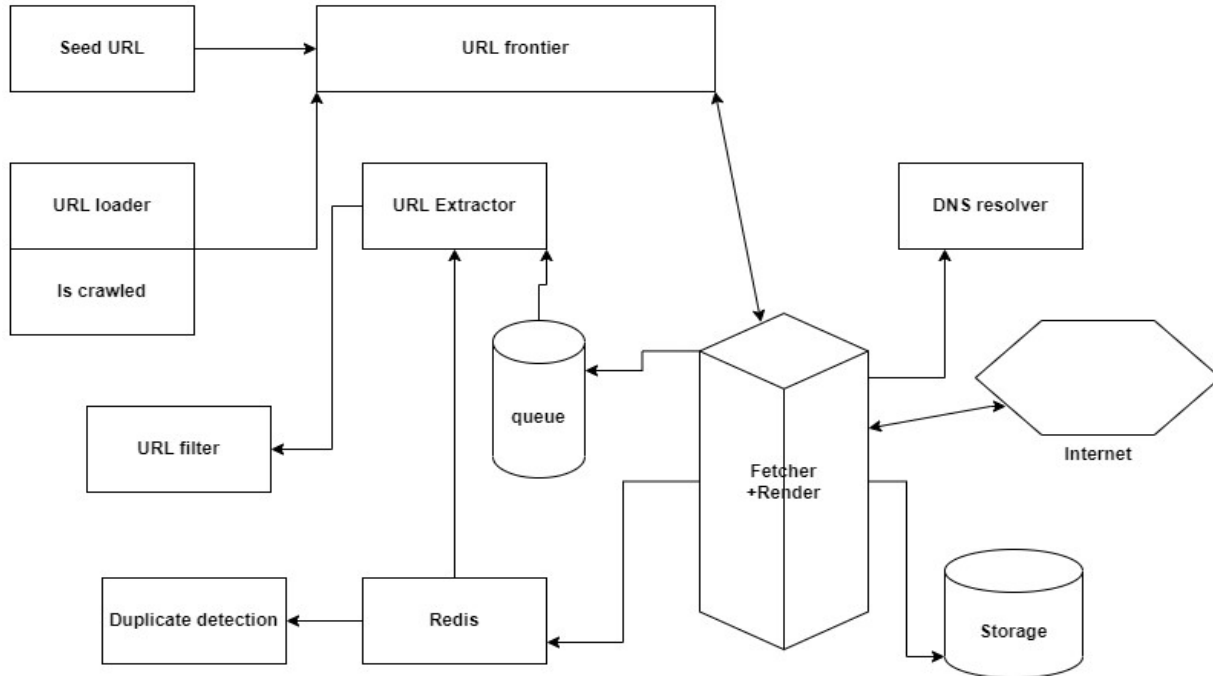 Seed URL
URL frontier
URL loader
URL Extractor
DNS resolver
Is crawled
queue
URL filter
Internet
Fetcher
+Render
Duplicate detection
Redis
Storage